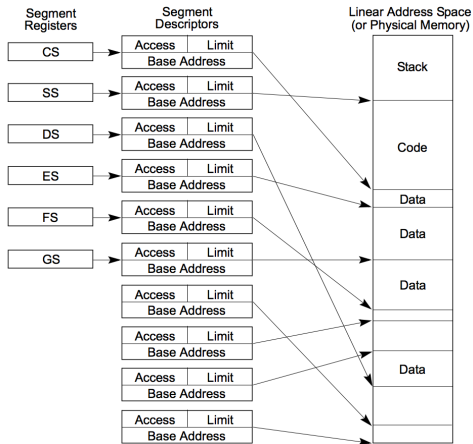 Segment
Registers
Segment
Descriptors
Linear Address Space
(or Physical Memory)
CS
Access Limit
Base Address
Stack
SS
Access Limit
Base Address
DS
Access Limit
Base Address
Code
ES
Access Limit
Base Address
Data
FS
Access Limit
Base Address
Data
GS
Access Limit
Base Address
Data
Access Limit
Base Address
Access Limit
Base Address
Access Limit
Base Address
Data
Access Limit
Base Address